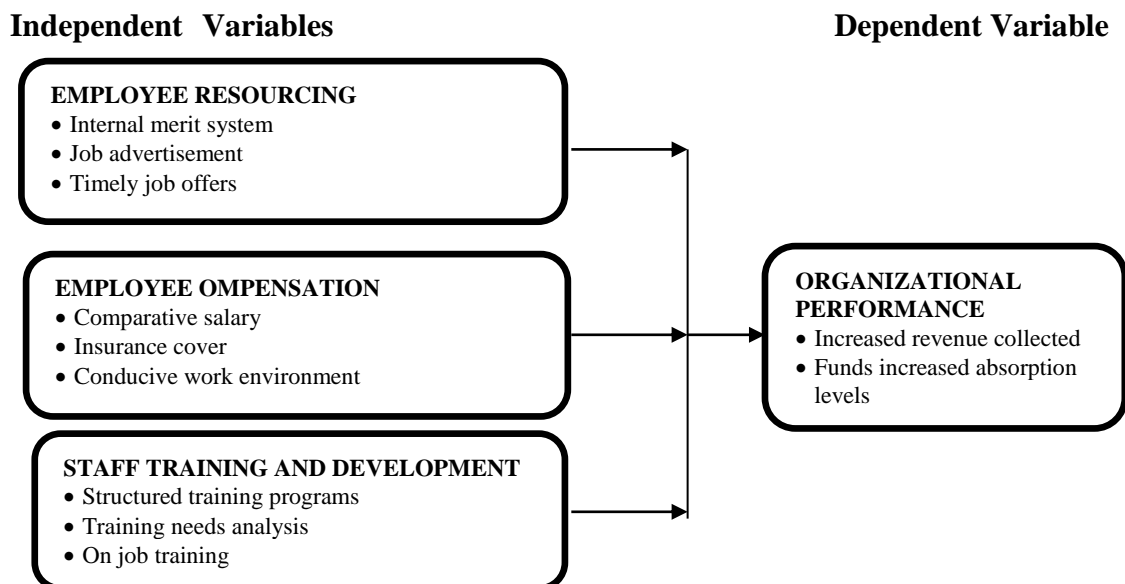 Independent Variables
Dependent Variable
EMPLOYEE RESOURCING
• Internal merit system
• Job advertisement
• Timely job offers
EMPLOYEE OMPENSATION
• Comparative salary
• Insurance cover
• Conducive work environment
STAFF TRAINING AND DEVELOPMENT
• Structured training programs
• Training needs analysis
• On job training
ORGANIZATIONAL
PERFORMANCE
• Increased revenue collected
• Funds increased absorption
levels